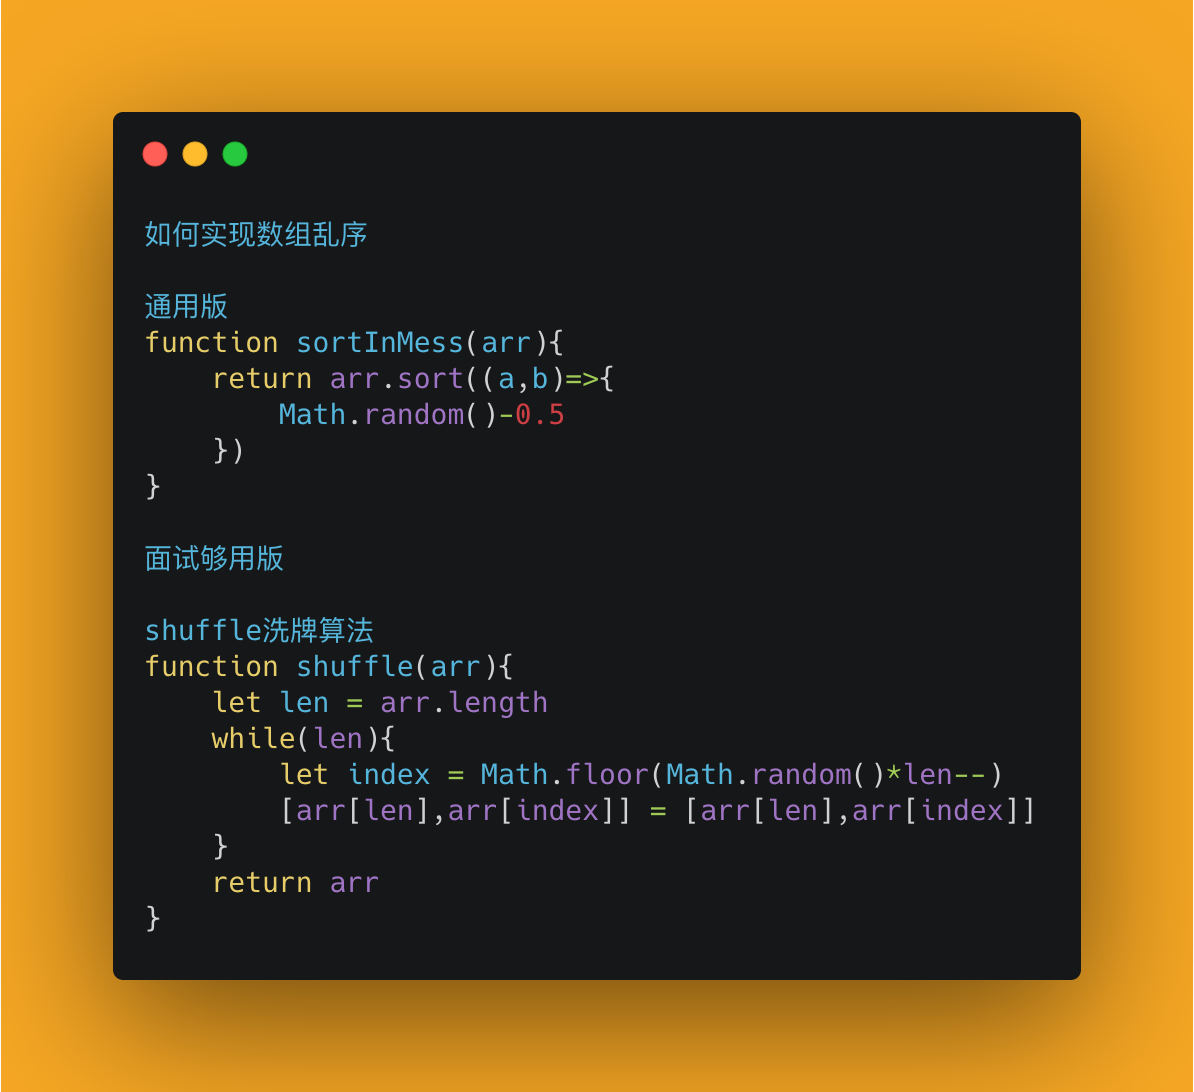 如何实现数组乱序
通用版
function sortInMess(arr){
    return arr.sort((a,b)=>{
        Math.random()-0.5
    })
}
面试够用版
shuffle洗牌算法
function shuffle(arr){
    let len = arr.length
    while(len){
        let index = Math.floor(Math.random()*len--)
        [arr[len],arr[index]] = [arr[len],arr[index]]
    }
    return arr
}